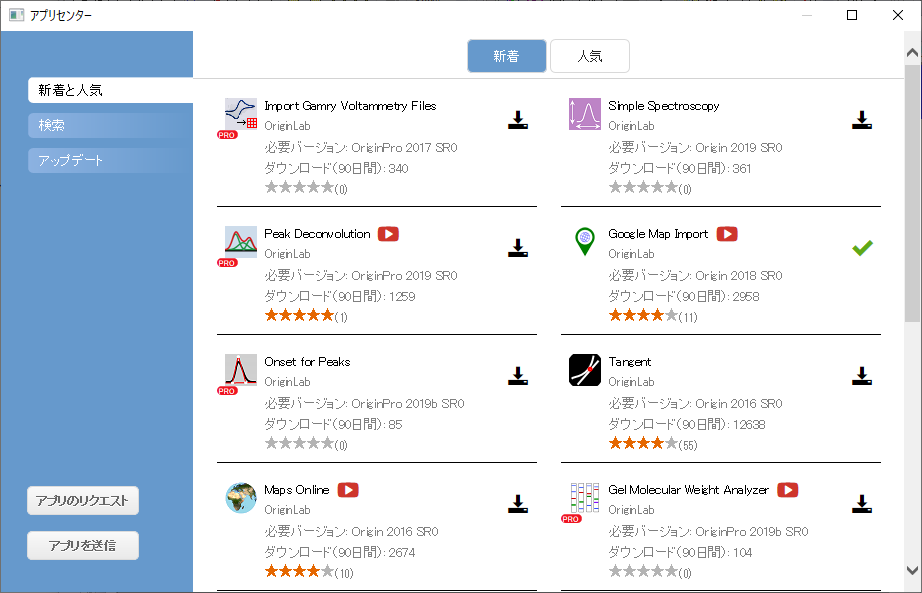 アプリセンター
新着
人気
新着と人気
検索
アップデート
アプリのリクエスト
アプリを送信
Import Gamry Voltammetry Files
OriginLab
必要バージョン: OriginPro 2017 SR0
ダウンロード(90日間): 340
(0)
PRO
Simple Spectroscopy
OriginLab
必要バージョン: Origin 2019 SR0
ダウンロード(90日間): 361
(0)
Peak Deconvolution
OriginLab
必要バージョン: OriginPro 2019 SR0
ダウンロード(90日間): 1259
(1)
PRO
Google Map Import
OriginLab
必要バージョン: Origin 2018 SR0
ダウンロード(90日間): 2958
(11)
Onset for Peaks
OriginLab
必要バージョン: OriginPro 2019b SR0
ダウンロード(90日間): 85
(0)
PRO
Tangent
OriginLab
必要バージョン: Origin 2016 SR0
ダウンロード(90日間): 12638
(55)
Maps Online
OriginLab
必要バージョン: Origin 2016 SR0
ダウンロード(90日間): 2674
(10)
Gel Molecular Weight Analyzer
OriginLab
必要バージョン: OriginPro 2019b SR0
ダウンロード(90日間): 104
(0)
PRO